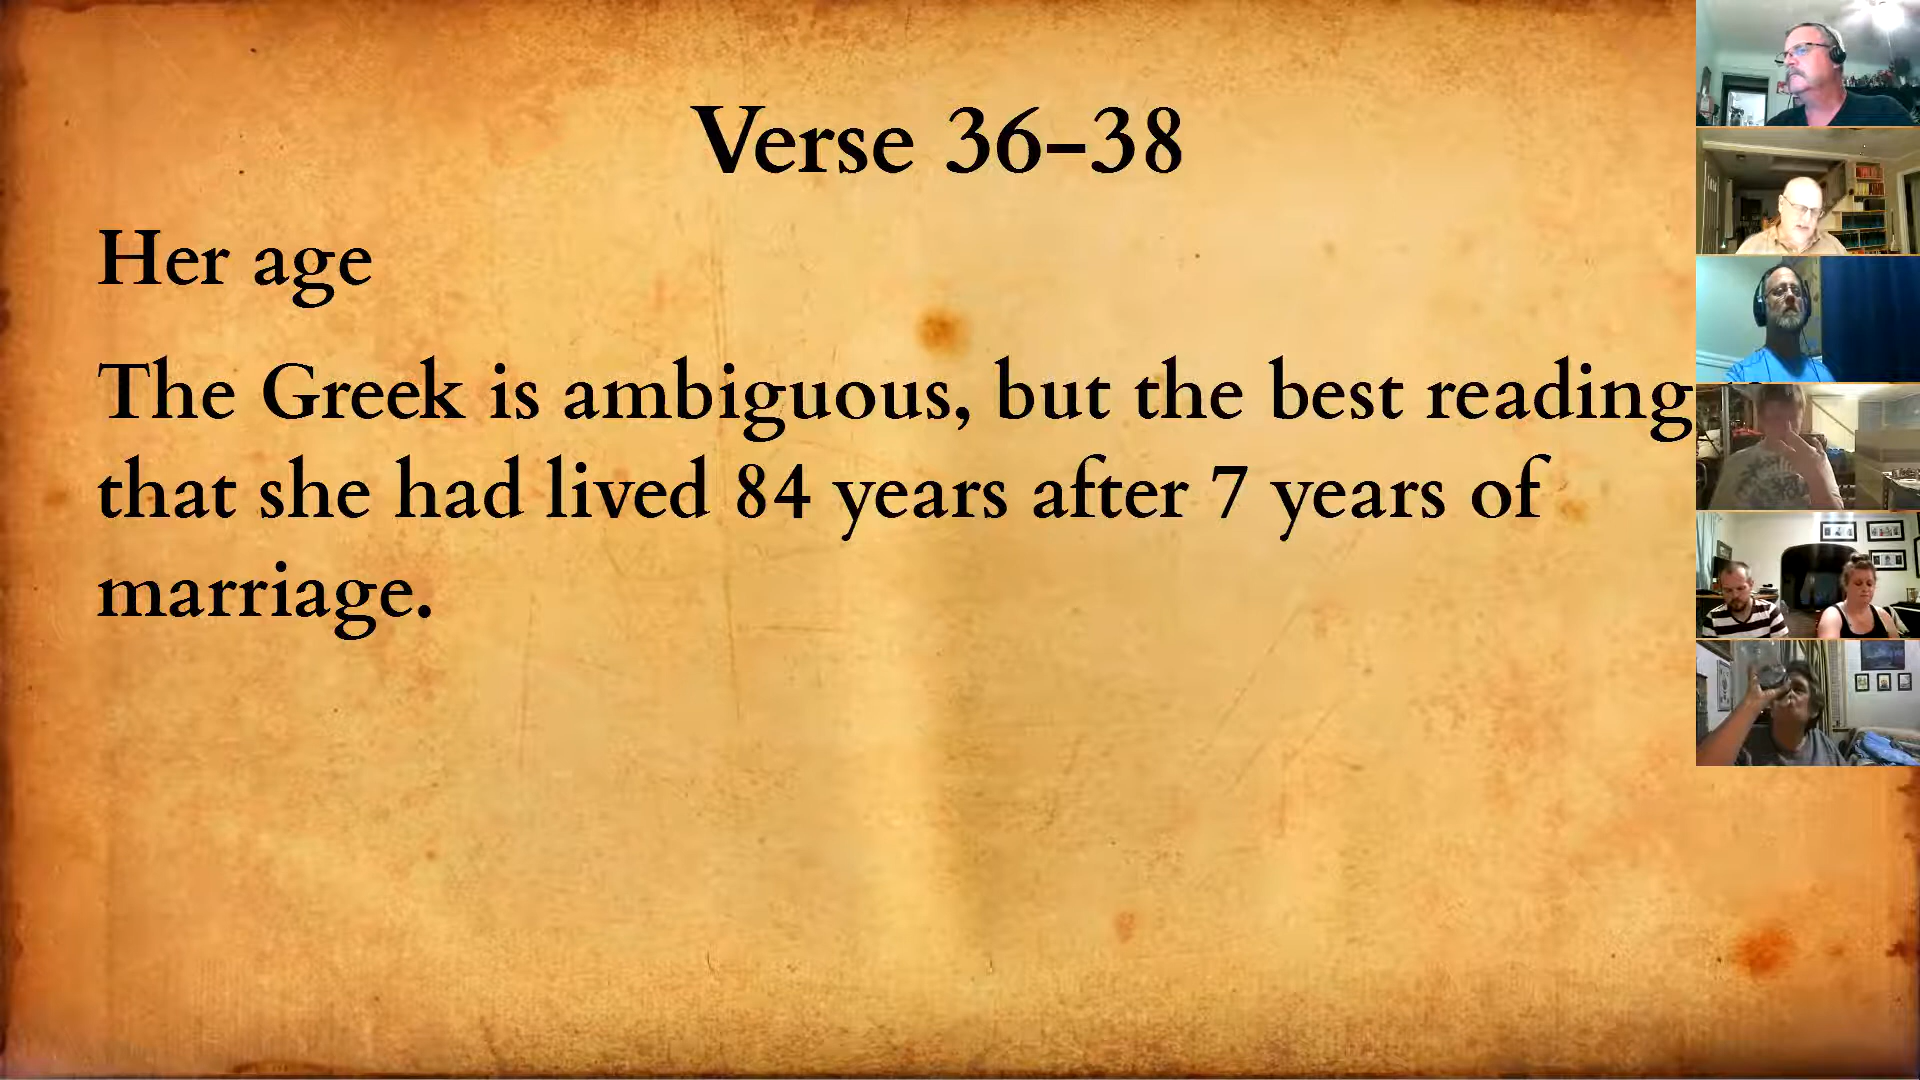 Verse 36–38
Her age
The Greek is ambiguous, but the best reading
that she had lived 84 years after 7 years of
marriage.